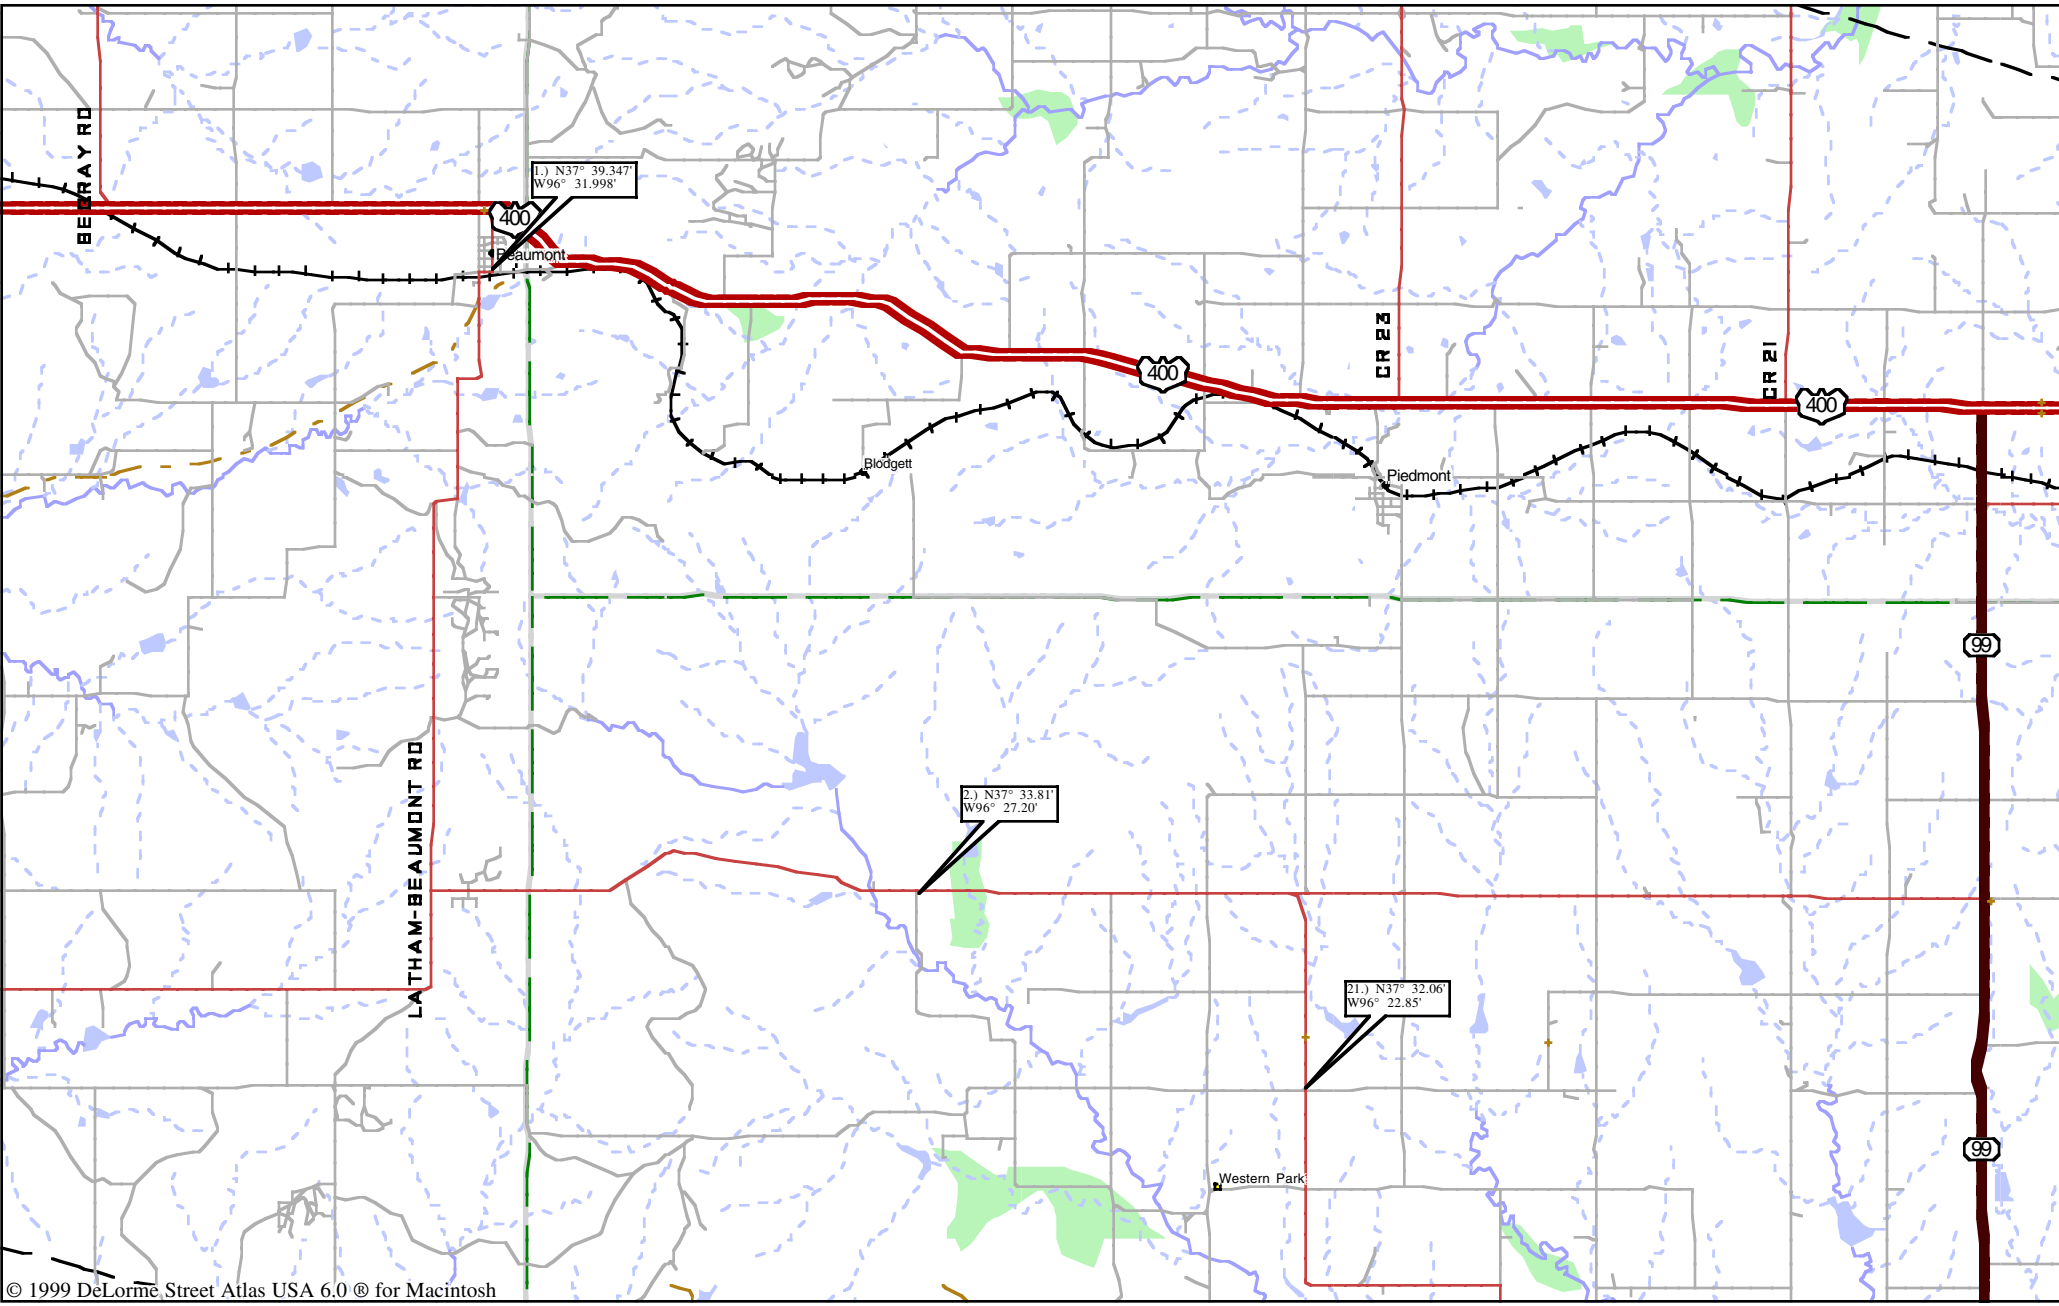 BEGRAY RD
1.) N37° 39.347'
W96° 31.998'
400
Beaumont
CR 23
400
CR 21
400
Blodgett
Piedmont
99
LATHAM-BEAUMONT RD
2.) N37° 33.81'
W96° 27.20'
21.) N37° 32.06'
W96° 22.85'
99
Western Park
© 1999 DeLorme Street Atlas USA 6.0 ® for Macintosh